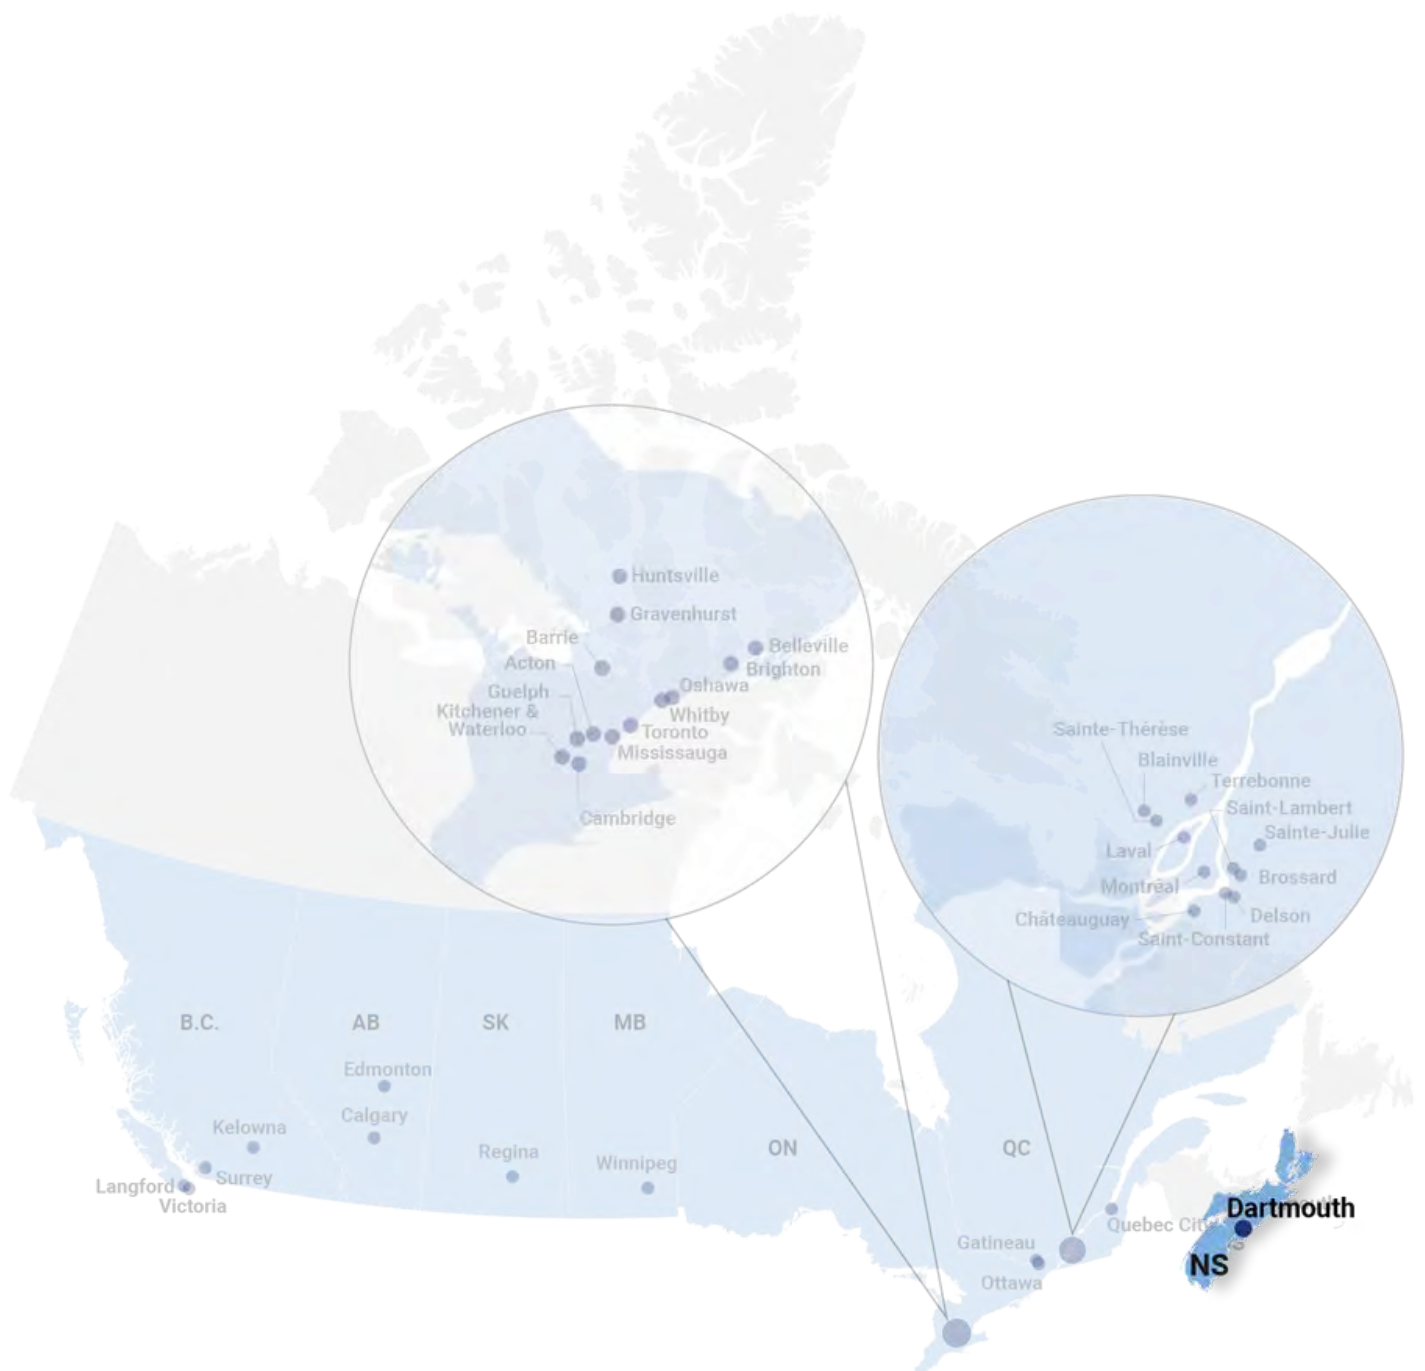 Huntsville
Gravenhurst
Barrie
Belleville
Acton
Brighton
Guelph
Oshawa
Kitchener &
Waterloo
Whitby
Toronto
Mississauga
Cambridge
Sainte-Thérèse
Blainville
Terrebonne
Saint-Lambert
Sainte-Julie
Laval
Brossard
Montréal
Châteauguay
Delson
Saint-Constant
B.C.
AB
SK
MB
Edmonton
Calgary
Kelowna
Regina
Winnipeg
ON
QC
Surrey
Langford
Victoria
Quebec City
Dartmouth
Gatineau
NS
Ottawa